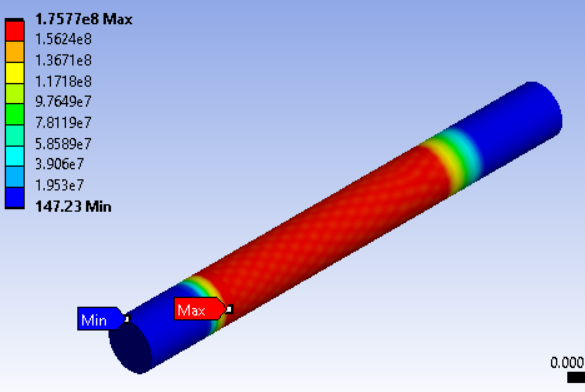 1.7577e8 Max
1.5624e8
1.3671e8
1.1718e8
9.7649e7
7.8119e7
5.8589e7
3.906e7
1.953e7
147.23 Min
Max
Min
0.000